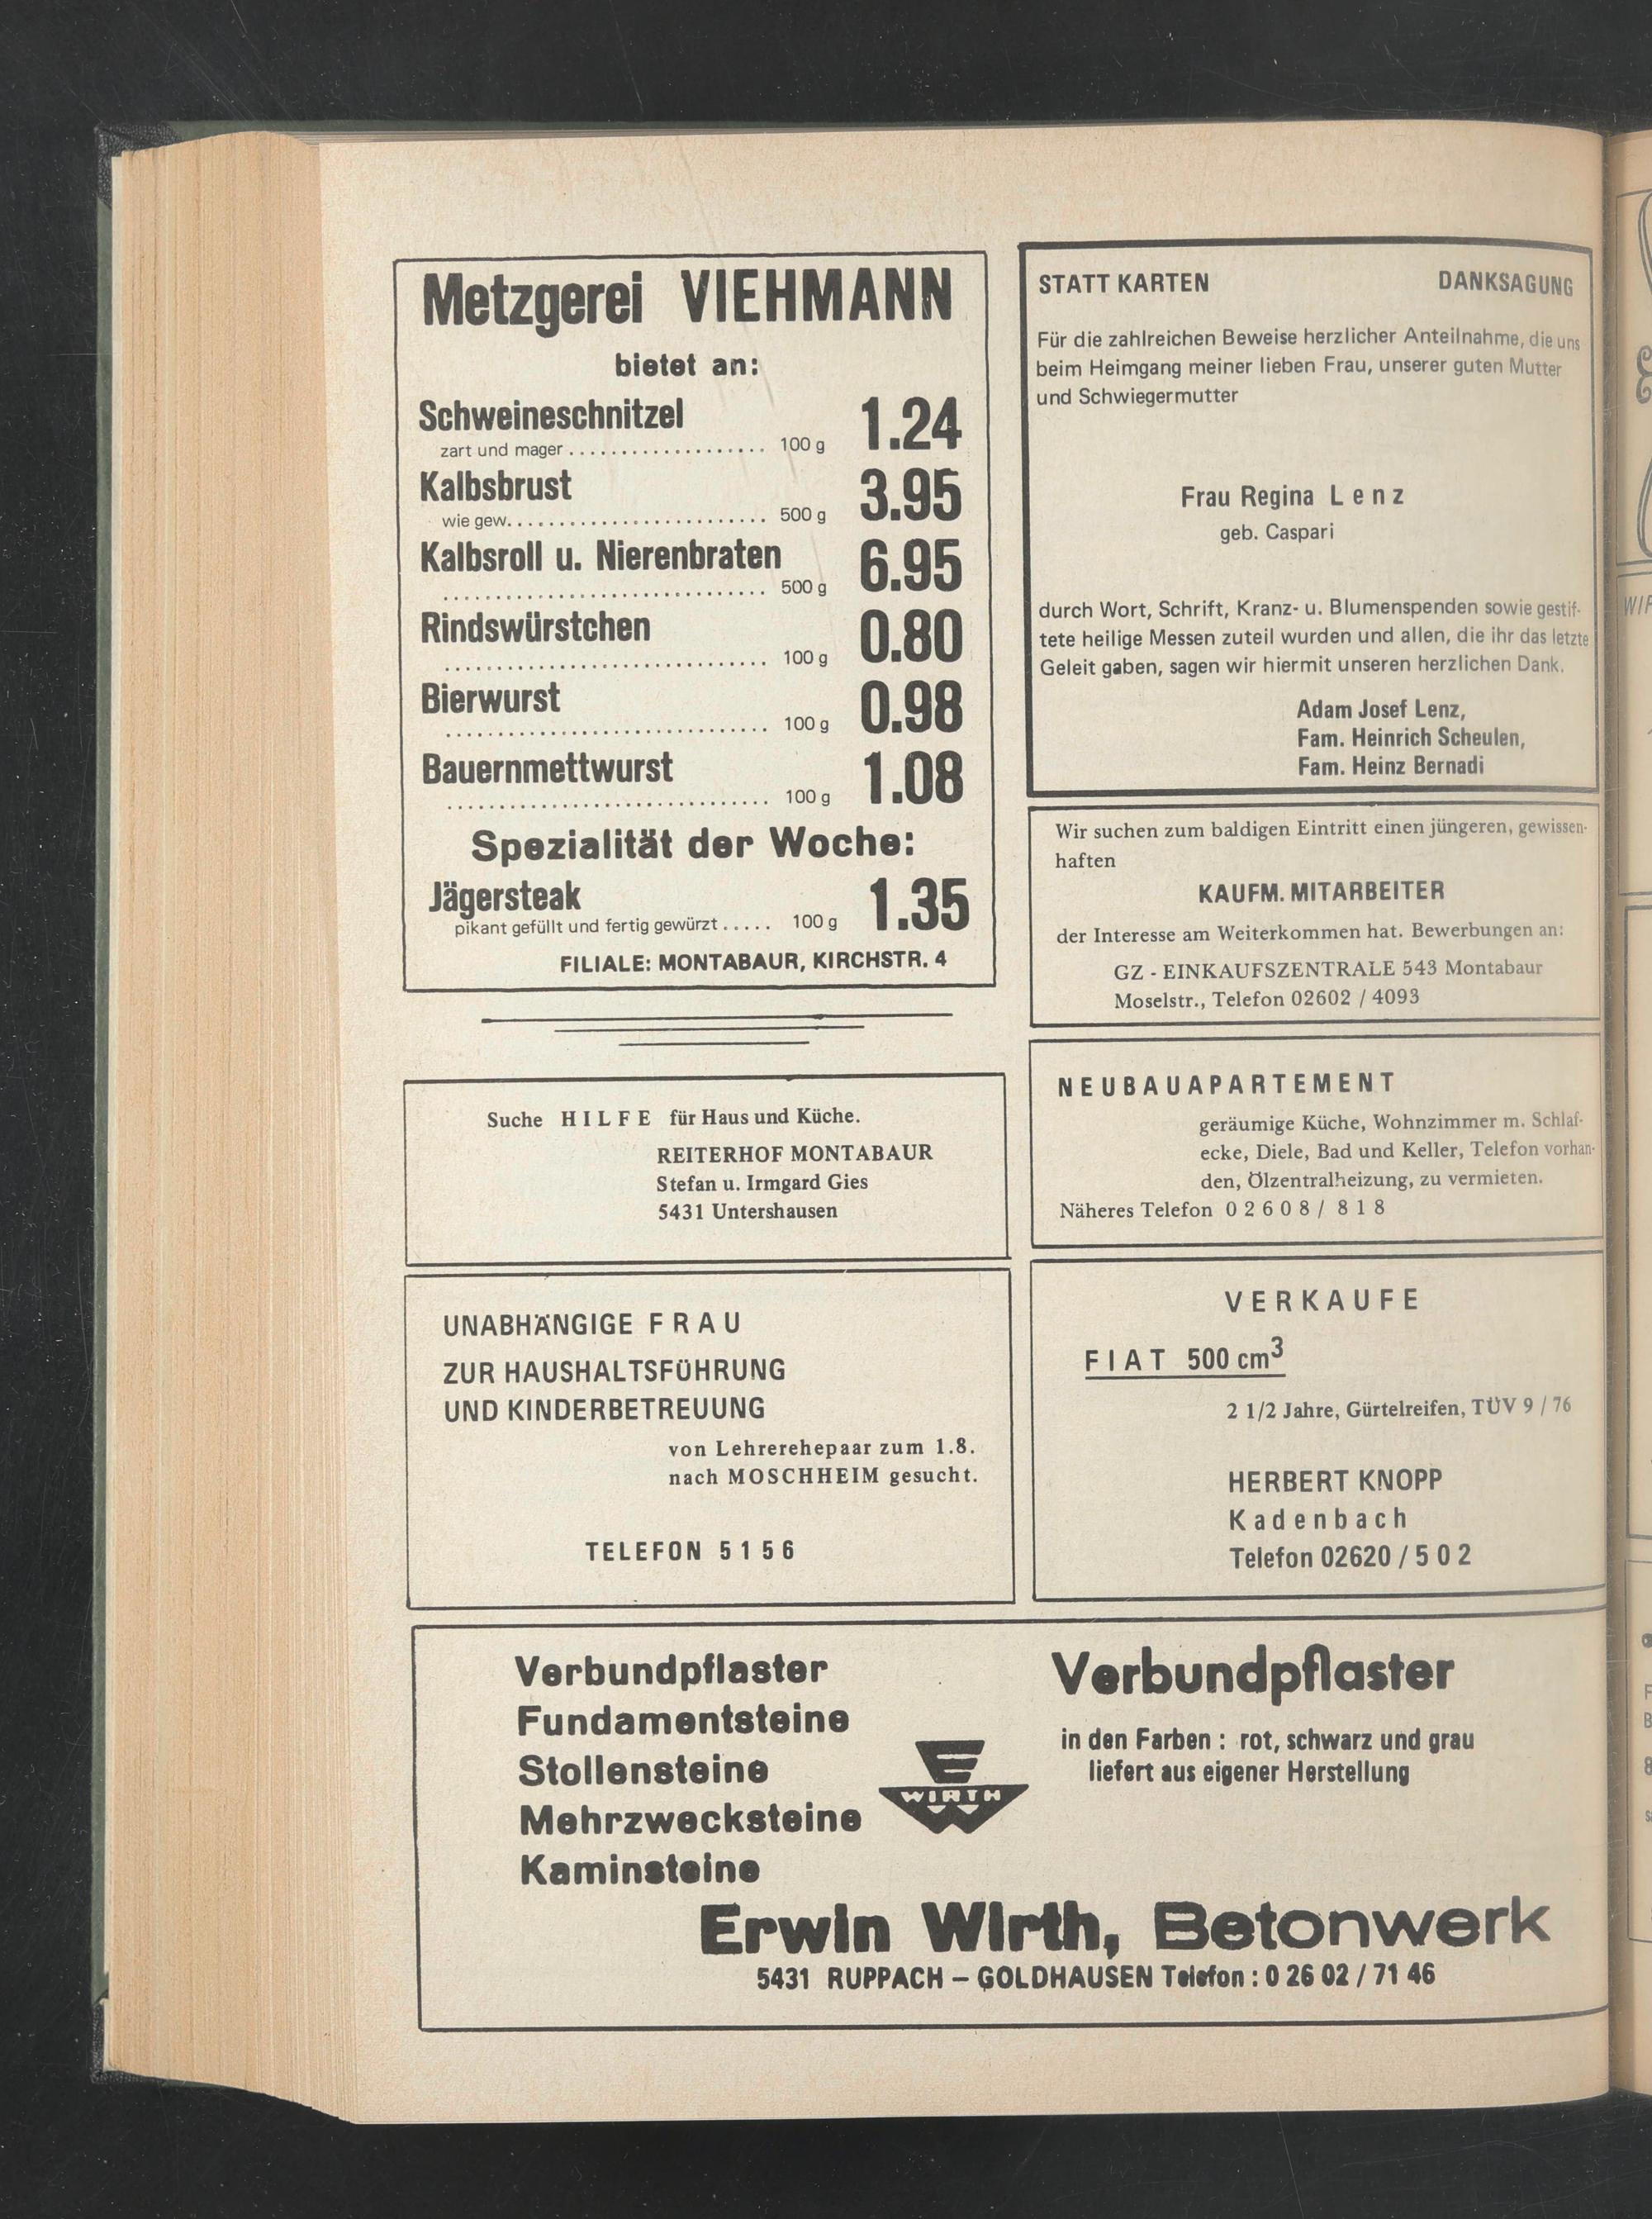 Metzgerei VIEHMANN
bietet an:
Schweineschnitzel
zart und mager ................... 100 g 1.24
Kalbsbrust
wie gew. ......................... 500 g 3.95
Kalbsroll u. Nierenbraten
............................... 500 g 6.95
Rindswürstchen
............................... 100 g 0.80
Bierwurst
............................... 100 g 0.98
Bauernmettwurst
............................... 100 g 1.08
Spezialität der Woche:
Jägersteak
pikant gefüllt und fertig gewürzt ..... 100 g 1.35
FILIALE: MONTABAUR, KIRCHSTR. 4
Suche HILFE für Haus und Küche.
REITERHOF MONTABAUR
Stefan u. Irmgard Gies
5431 Untershausen
UNABHÄNGIGE FRAU
ZUR HAUSHALTSFÜHRUNG
UND KINDERBETREUUNG
von Lehrerehepaar zum 1.8.
nach MOSCHHEIM gesucht.
TELEFON 5156
STATT KARTEN DANKSAGUNG
Für die zahlreichen Beweise herzlicher Anteilnahme, die uns
beim Heimgang meiner lieben Frau, unserer guten Mutter
und Schwiegermutter
Frau Regina Lenz
geb. Caspari
durch Wort, Schrift, Kranz- u. Blumenspenden sowie gestif-
tete heilige Messen zuteil wurden und allen, die ihr das letzte
Geleit gaben, sagen wir hiermit unseren herzlichen Dank.
Adam Josef Lenz,
Fam. Heinrich Scheulen,
Fam. Heinz Bernadi
Wir suchen zum baldigen Eintritt einen jüngeren, gewissen-
haften
KAUFM. MITARBEITER
der Interesse am Weiterkommen hat. Bewerbungen an:
GZ - EINKAUFSZENTRALE 543 Montabaur
Moselstr., Telefon 02602 / 4093
NEUBAUAPARTEMENT
geräumige Küche, Wohnzimmer m. Schlaf-
ecke, Diele, Bad und Keller, Telefon vorhan-
den, Ölzentralheizung, zu vermieten.
Näheres Telefon 02608/ 818
VERKAUFE
FIAT 500 cm³
2 1/2 Jahre, Gürtelreifen, TÜV 9 / 76
HERBERT KNOPP
Kadenbach
Telefon 02620 / 502
Verbundpflaster
Fundamentsteine
Stollensteine
Mehrzwecksteine
Kaminsteine
E
WIRTH
W
Verbundpflaster
in den Farben : rot, schwarz und grau
liefert aus eigener Herstellung
Erwin Wirth, Betonwerk
5431 RUPPACH – GOLDHAUSEN Telefon : 0 26 02 / 71 46